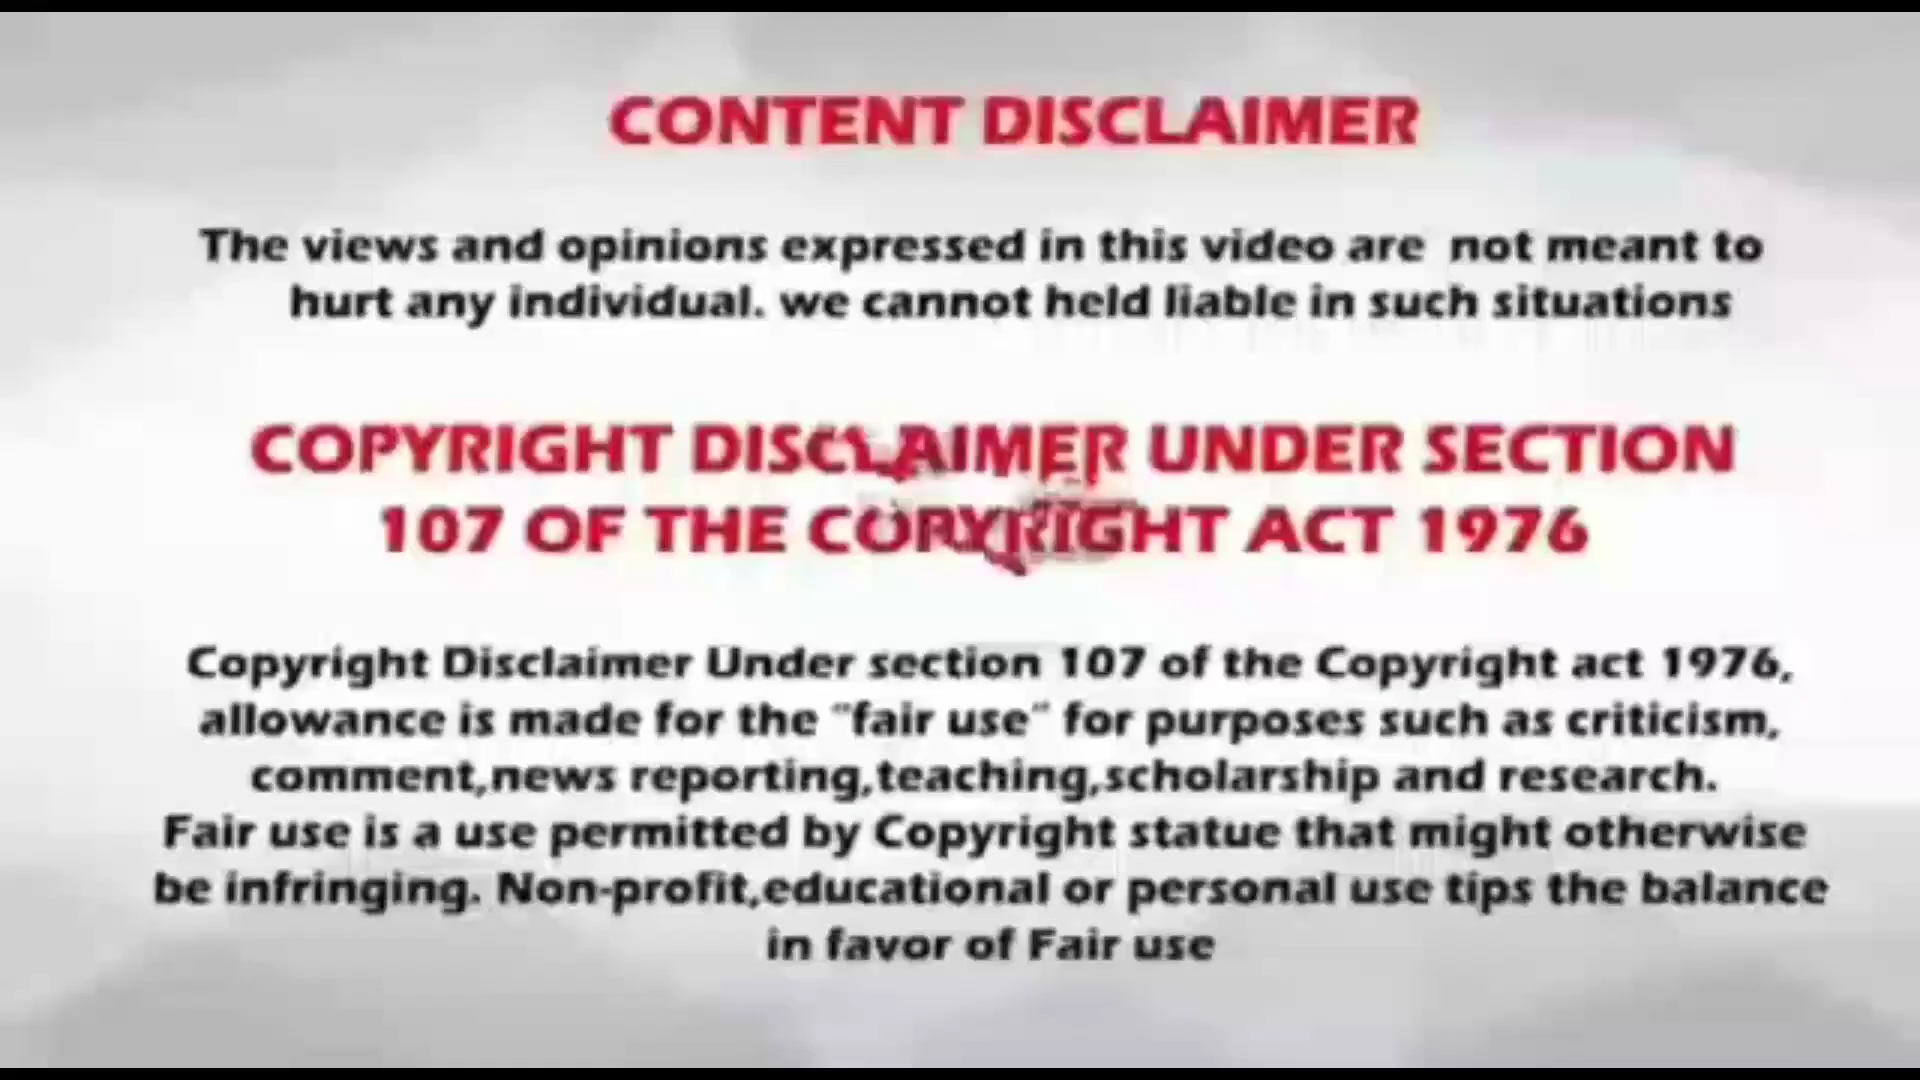 CONTENT DISCLAIMER
The views and opinions expressed in this video are not meant to
hurt any individual. we cannot held liable in such situations
COPYRIGHT DISCLAIMER UNDER SECTION
107 OF THE COPYRIGHT ACT 1976
Copyright Disclaimer Under section 107 of the Copyright act 1976,
allowance is made for the "fair use" for purposes such as criticism,
comment,news reporting,teaching,scholarship and research.
Fair use is a use permitted by Copyright statue that might otherwise
be infringing. Non-profit,educational or personal use tips the balance
in favor of Fair use